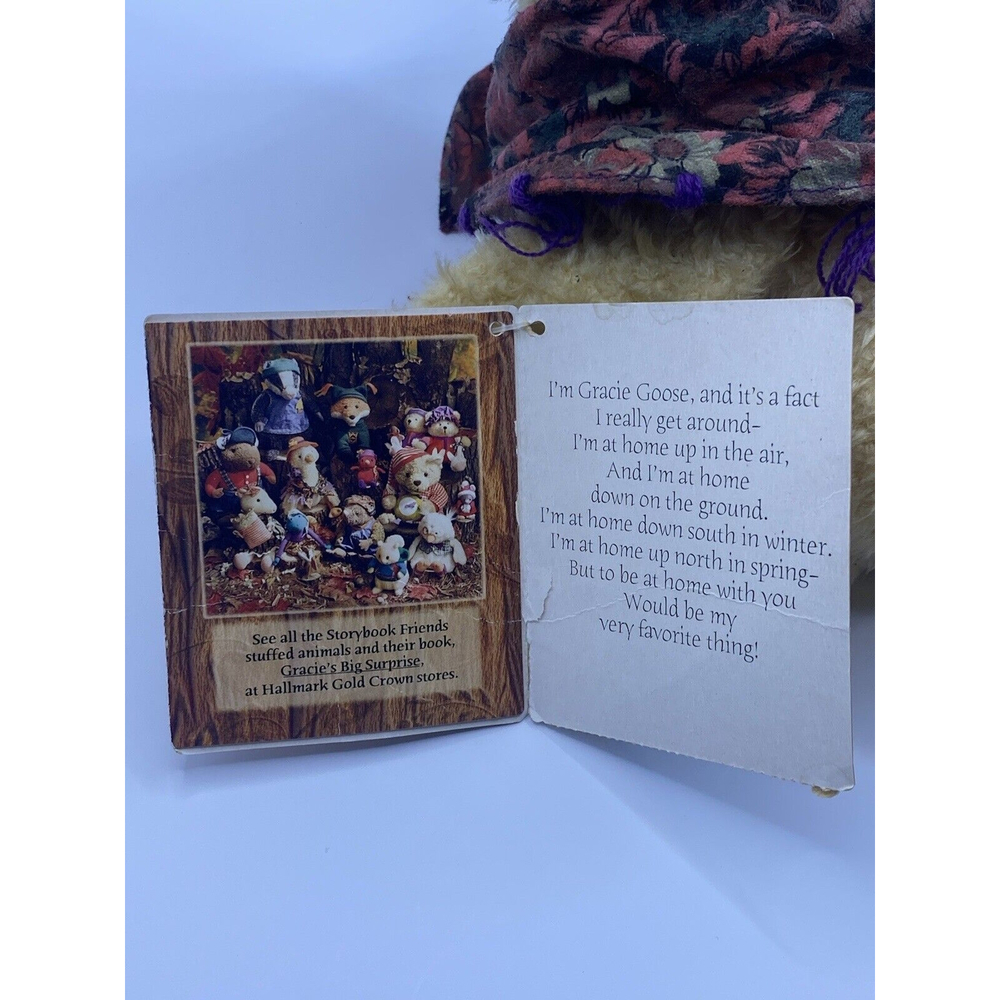 See all the Storybook Friends
stuffed animals and their book,
Gracie's Big Surprise,
at Hallmark Gold Crown stores.
I'm Gracie Goose, and it's a fact
I really get around–
I'm at home up in the air,
And I'm at home
down on the ground.
I'm at home down south in winter.
I'm at home up north in spring–
But to be at home with you
Would be my
very favorite thing!